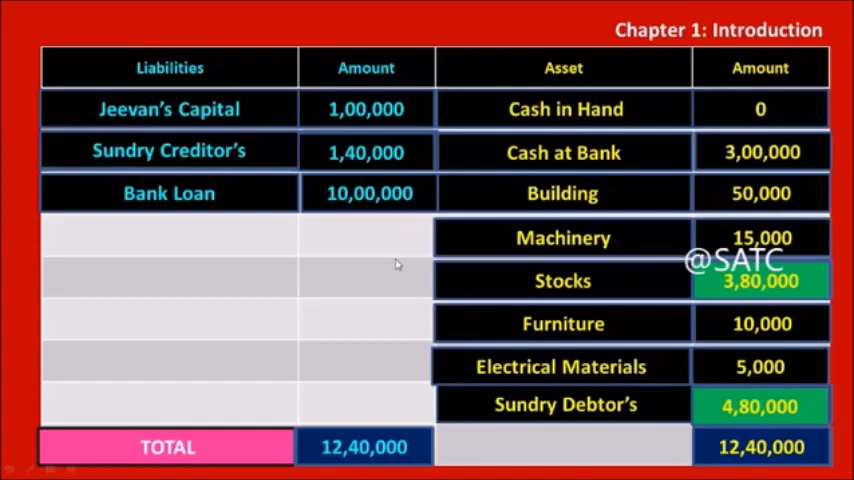 Chapter 1: Introduction
Liabilities Amount Asset Amount
Jeevan's Capital 1,00,000 Cash in Hand 0
Sundry Creditor's 1,40,000 Cash at Bank 3,00,000
Bank Loan 10,00,000 Building 50,000
Machinery 15,000
@SATC
Stocks 3,80,000
Furniture 10,000
Electrical Materials 5,000
Sundry Debtor's 4,80,000
TOTAL 12,40,000 12,40,000